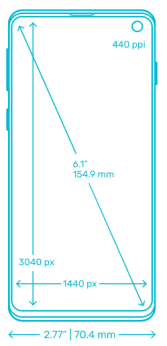 440 ppi
6.1"
154.9 mm
3040 px
1440 px
2.77" | 70.4 mm